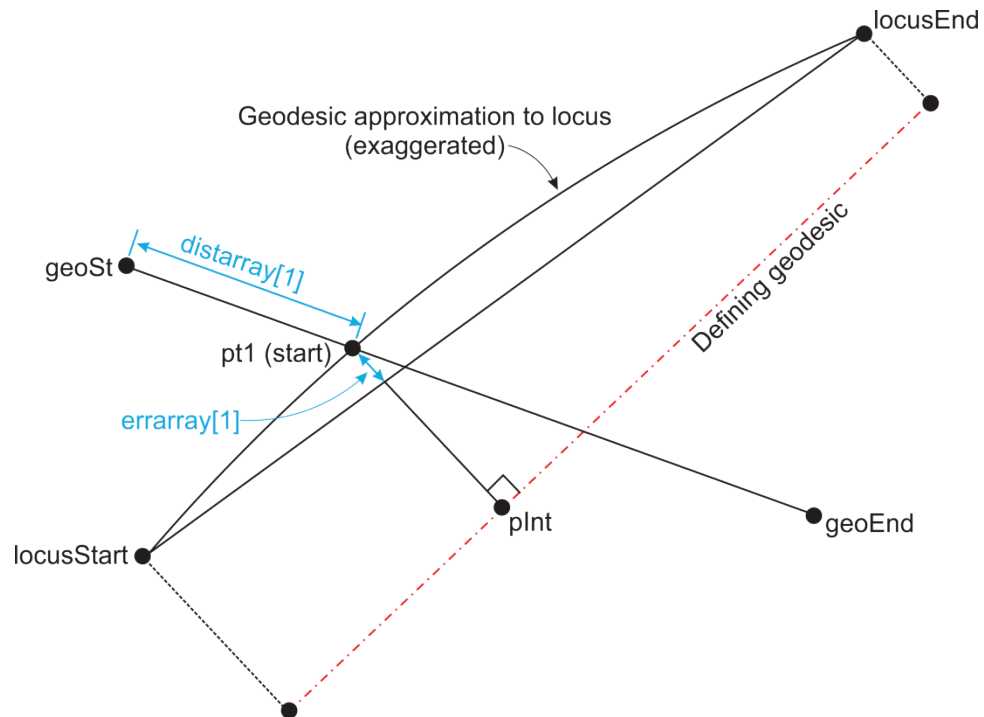 locusEnd
Geodesic approximation to locus
(exaggerated)
distarray[1]
geoSt
Defining geodesic
pt1 (start)
errarray[1]
pInt
geoEnd
locusStart